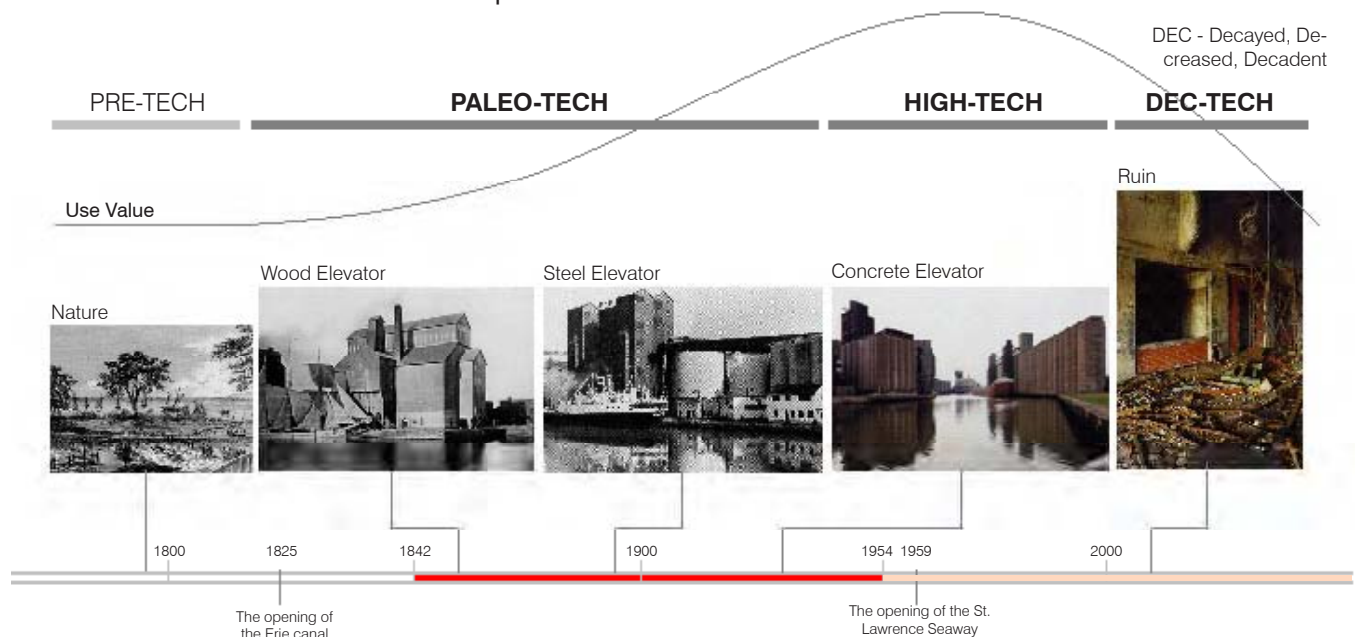 DEC - Decayed, De-
creased, Decadent
PRE-TECH
PALEO-TECH
HIGH-TECH
DEC-TECH
Use Value
Ruin
Wood Elevator
Steel Elevator
Concrete Elevator
Nature
1800
1825
1842
1900
1954
1959
2000
The opening of
the Erie canal
The opening of the St.
Lawrence Seaway